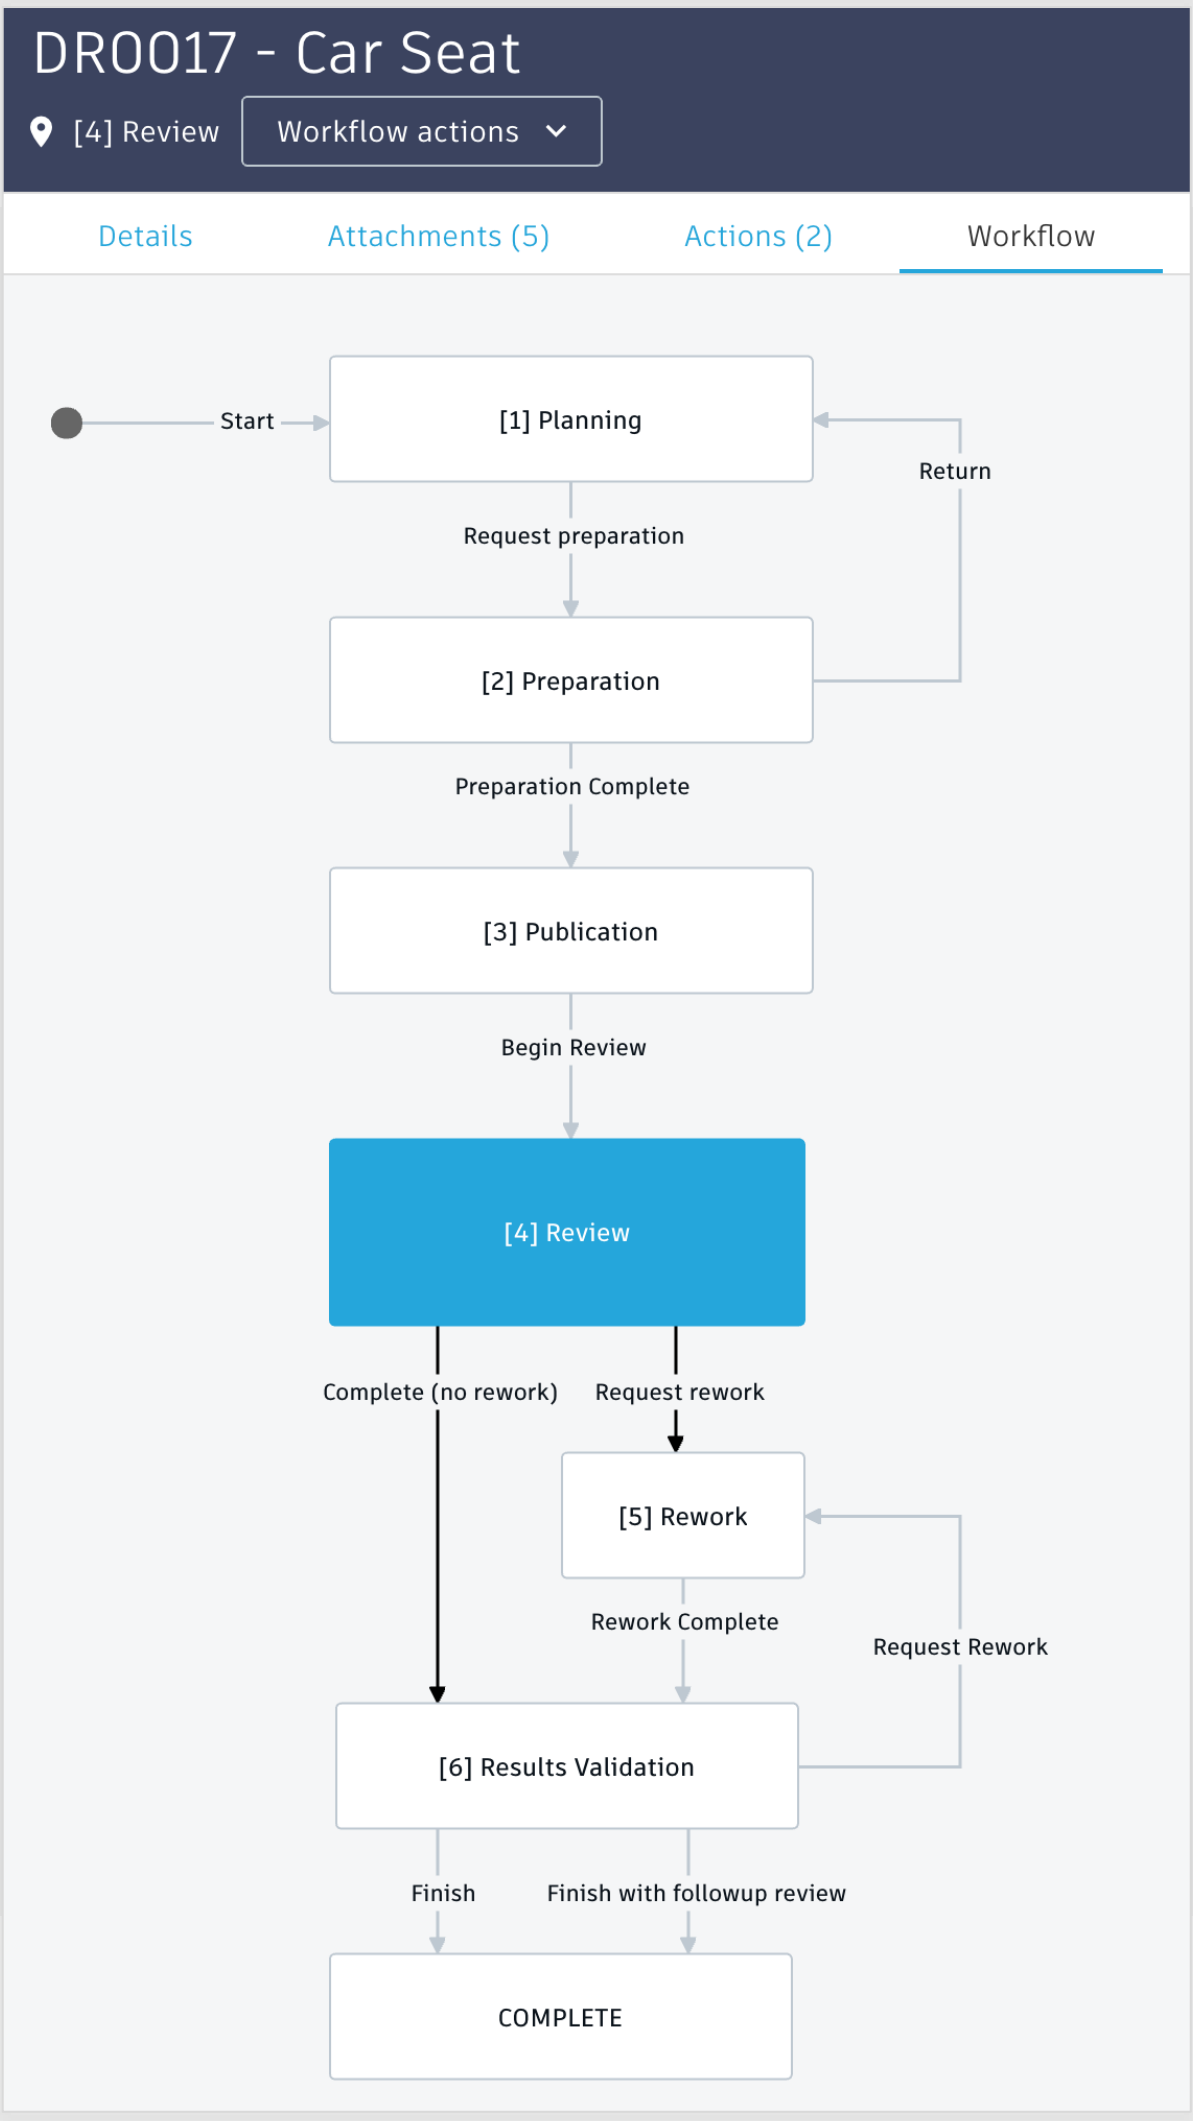 DR0017 - Car Seat
[4] Review
Workflow actions
Details
Attachments (5)
Actions (2)
Workflow
Start
[1] Planning
Return
Request preparation
[2] Preparation
Preparation Complete
[3] Publication
Begin Review
[4] Review
Complete (no rework)
Request rework
[5] Rework
Rework Complete
Request Rework
[6] Results Validation
Finish
Finish with followup review
COMPLETE